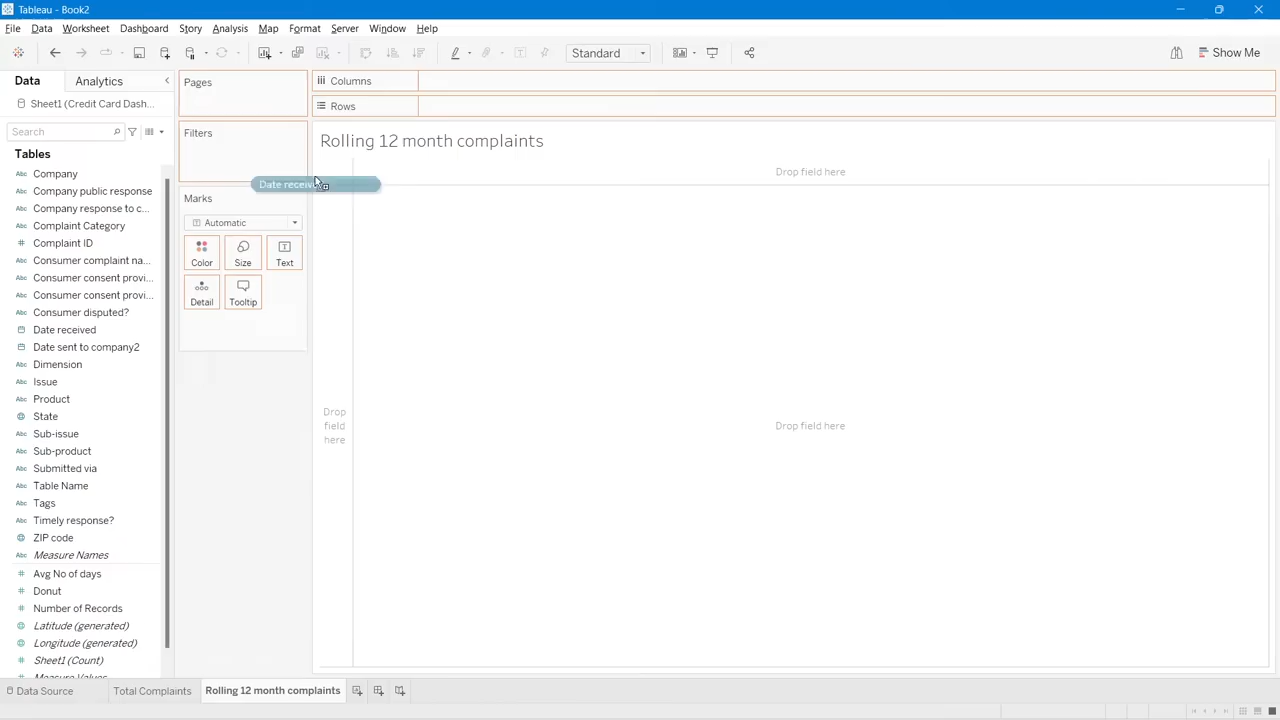 Tableau - Book2
File Data Worksheet Dashboard Story Analysis Map Format Server Window Help
Standard
Show Me
Data Analytics
Sheet1 (Credit Card Dash...
Search
Tables
Company
Company public response
Company response to c...
Complaint Category
Complaint ID
Consumer complaint na...
Consumer consent provi...
Consumer consent provi...
Consumer disputed?
Date received
Date sent to company2
Dimension
Issue
Product
State
Sub-issue
Sub-product
Submitted via
Table Name
Tags
Timely response?
ZIP code
Measure Names
Avg No of days
Donut
Number of Records
Latitude (generated)
Longitude (generated)
Sheet1 (Count)
Measure Values
Pages
Filters
Date receiv
Marks
Automatic
Color Size Text
Detail Tooltip
Columns
Rows
Rolling 12 month complaints
Drop field here
Drop
field
here
Drop field here
Data Source Total Complaints Rolling 12 month complaints